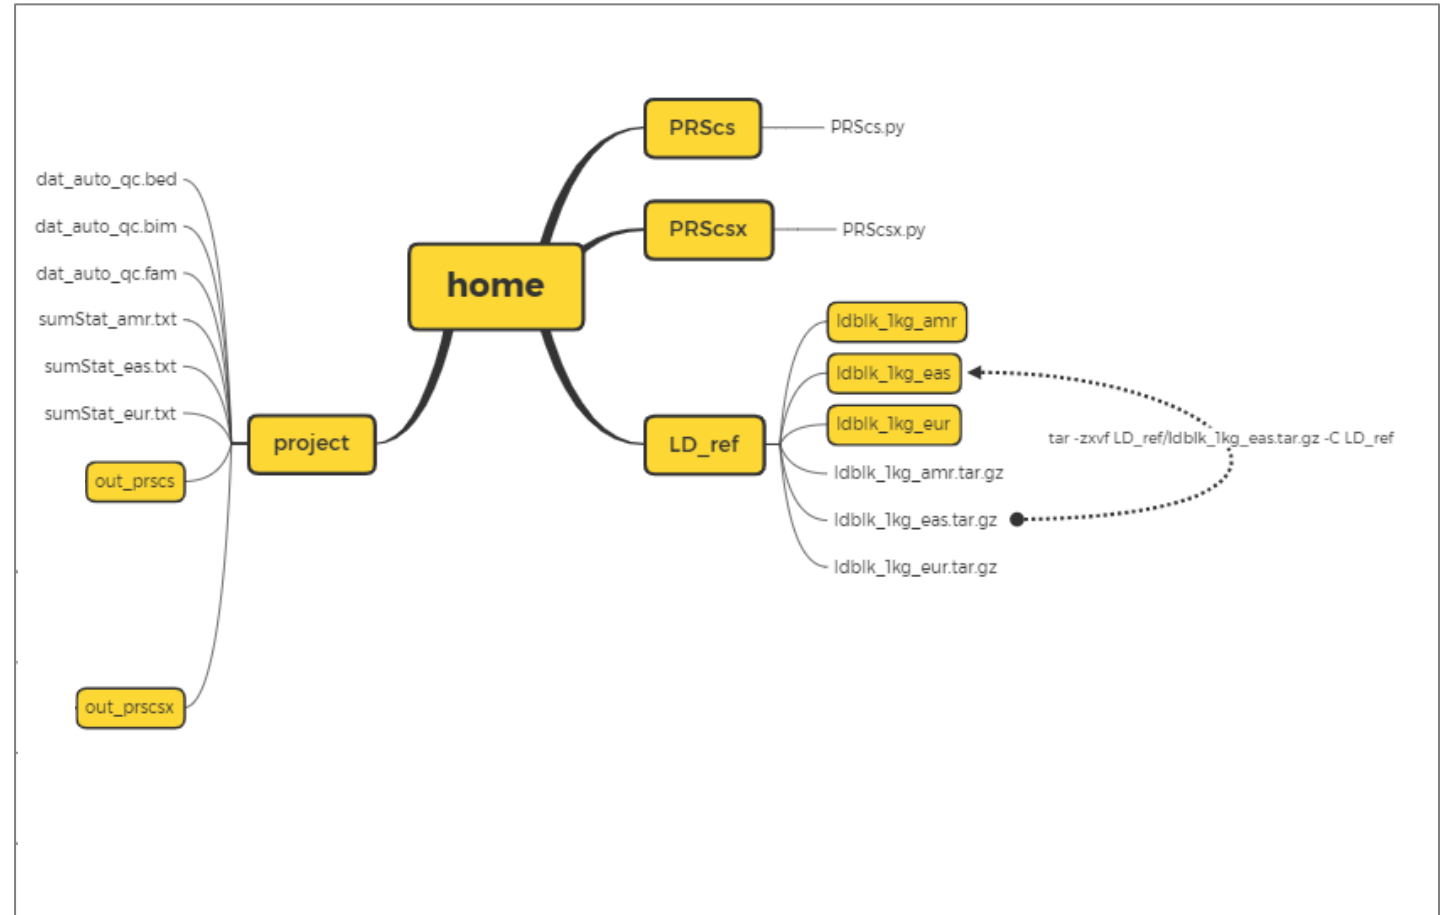 home
PRScs
PRScs.py
PRScsx
PRScsx.py
LD_ref
ldblk_1kg_amr
ldblk_1kg_eas
ldblk_1kg_eur
ldblk_1kg_amr.tar.gz
ldblk_1kg_eas.tar.gz
ldblk_1kg_eur.tar.gz
tar -zxvf LD_ref/ldblk_1kg_eas.tar.gz -C LD_ref
project
dat_auto_qc.bed
dat_auto_qc.bim
dat_auto_qc.fam
sumStat_amr.txt
sumStat_eas.txt
sumStat_eur.txt
out_prscs
out_prscsx